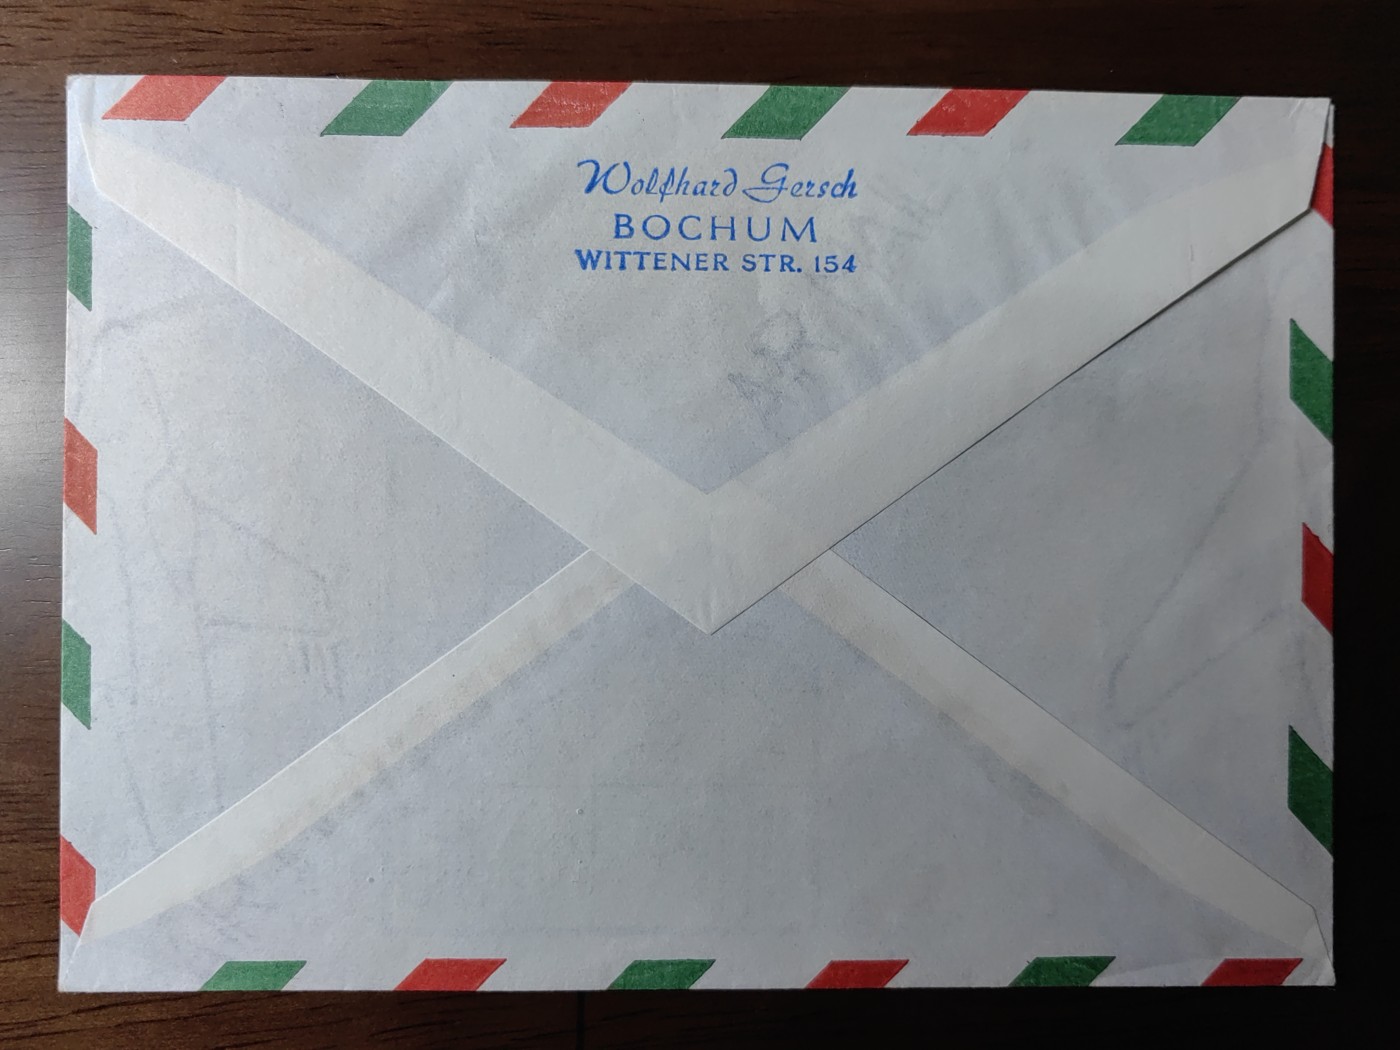 Wolfhard Gersch
BOCHUM
WITTENER STR. 154